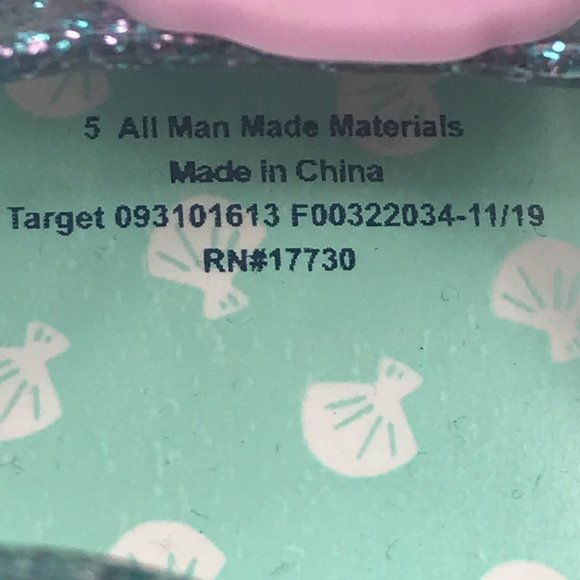 5 All Man Made Materials
Made in China
Target 093101613 F00322034-11/19
RN#17730